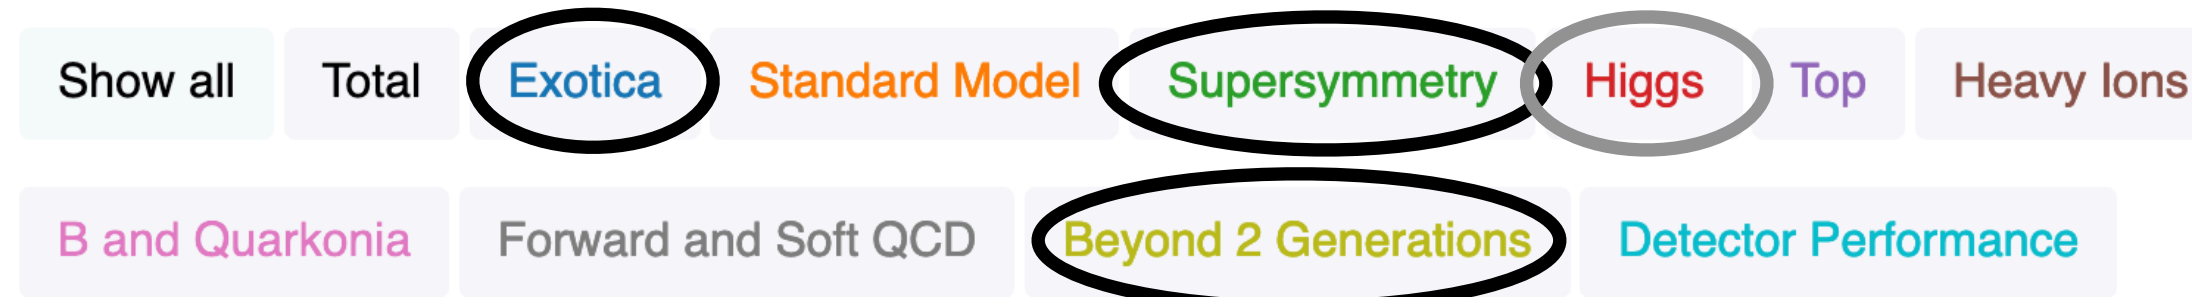 Show all Total Exotica Standard Model Supersymmetry Higgs Top Heavy Ions
B and Quarkonia Forward and Soft QCD Beyond 2 Generations Detector Performance